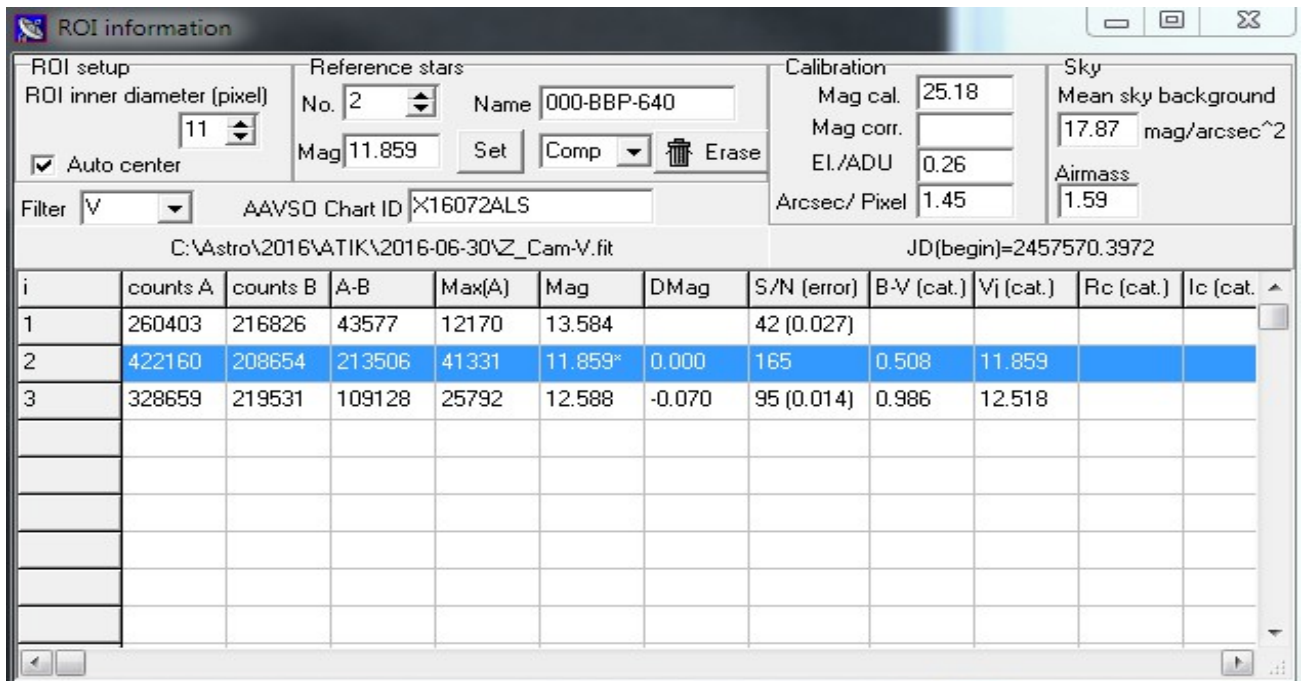 ROI information
ROI setup
Reference stars
Calibration
Sky
ROI inner diameter (pixel)
11
Auto center
No. 2 Name 000-BBP-640
Mag 11.859 Set Comp Erase
Mag cal. 25.18
Mag corr.
El./ADU 0.26
Arcsec/ Pixel 1.45
Mean sky background
17.87 mag/arcsec^2
Airmass
1.59
Filter V AAVSO Chart ID X16072ALS
C:\Astro\2016\ATIK\2016-06-30\Z_Cam-V.fit JD(begin)=2457570.3972
i counts A counts B A-B Max(A) Mag DMag S/N (error) B-V (cat.) Vj (cat.) Rc (cat.) Ic (cat.
1 260403 216826 43577 12170 13.584 42 (0.027)
2 422160 208654 213506 41331 11.859* 0.000 165 0.508 11.859
3 328659 219531 109128 25792 12.588 -0.070 95 (0.014) 0.986 12.518